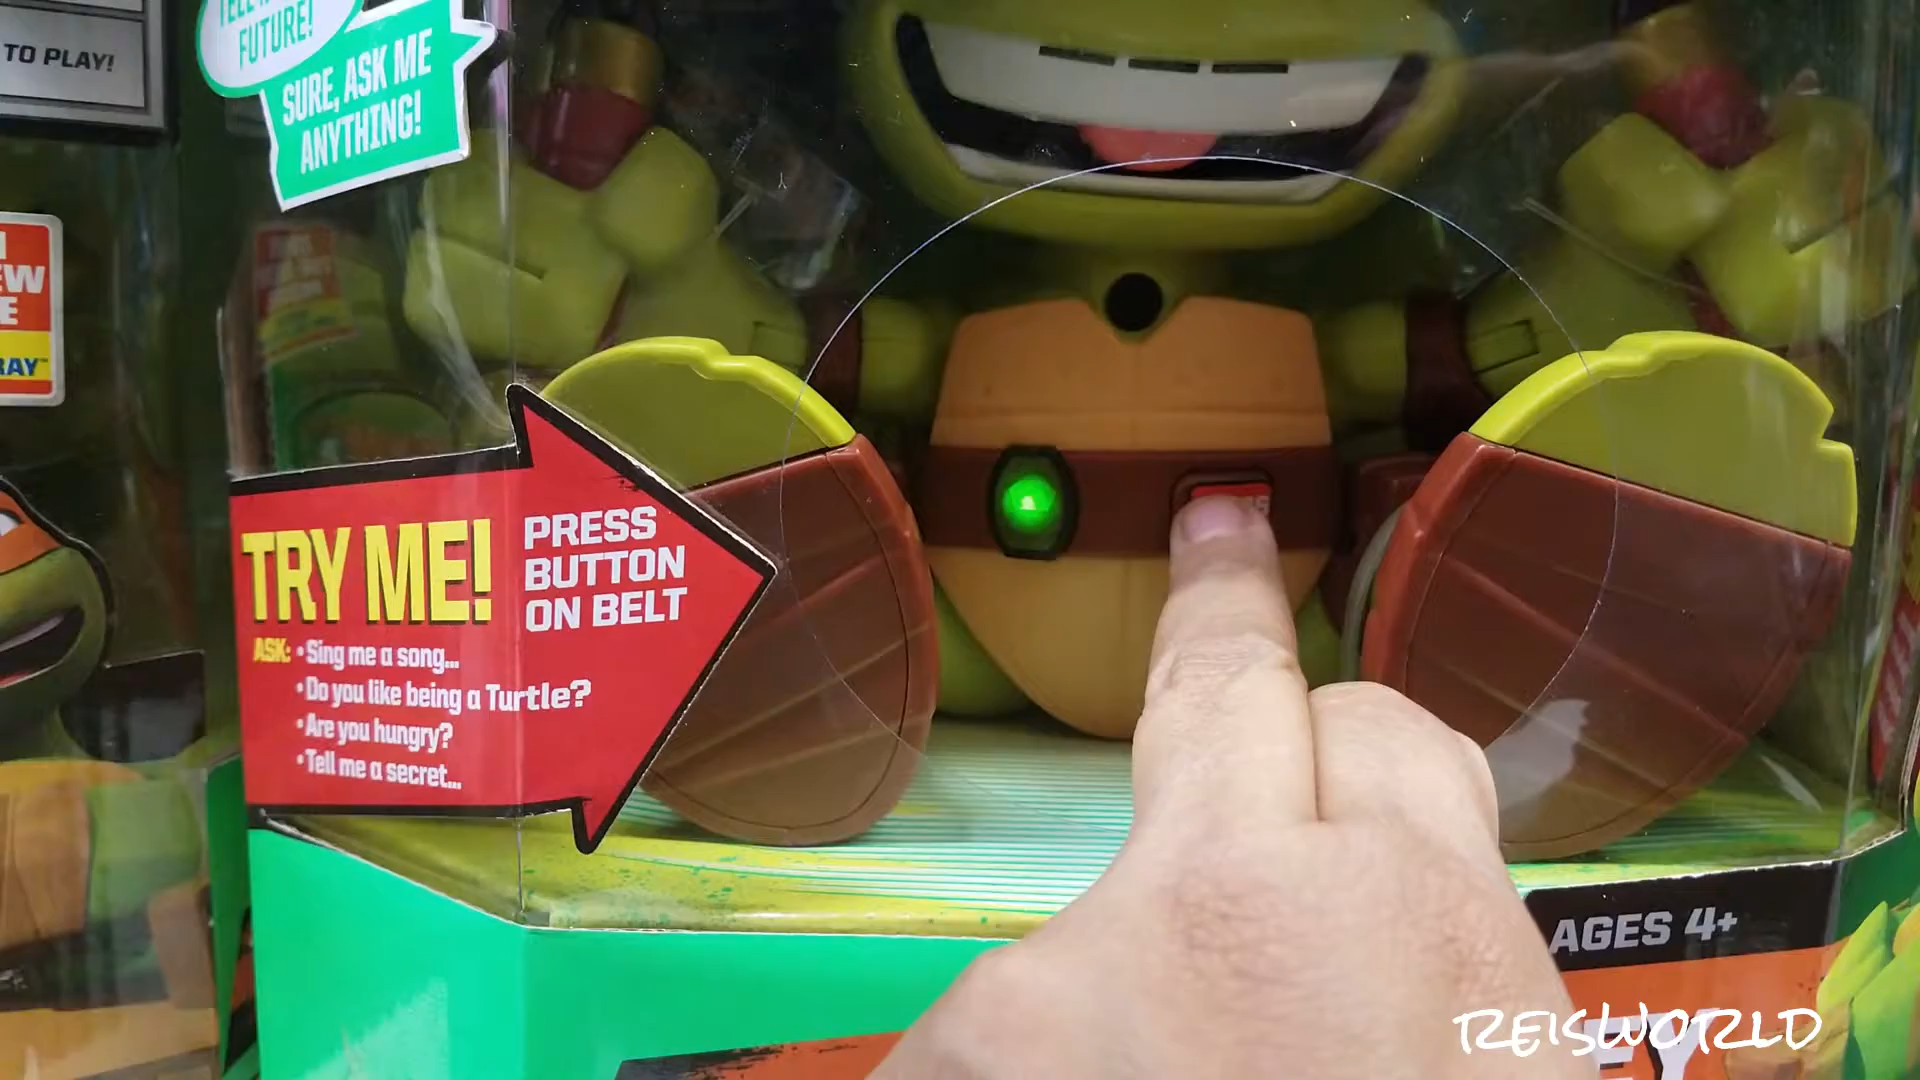 FUTURE!
SURE, ASK ME
ANYTHING!
TO PLAY!
RAY™
TRY ME!
PRESS
BUTTON
ON BELT
ASK: • Sing me a song...
• Do you like being a Turtle?
• Are you hungry?
• Tell me a secret...
AGES 4+
REISWORLD